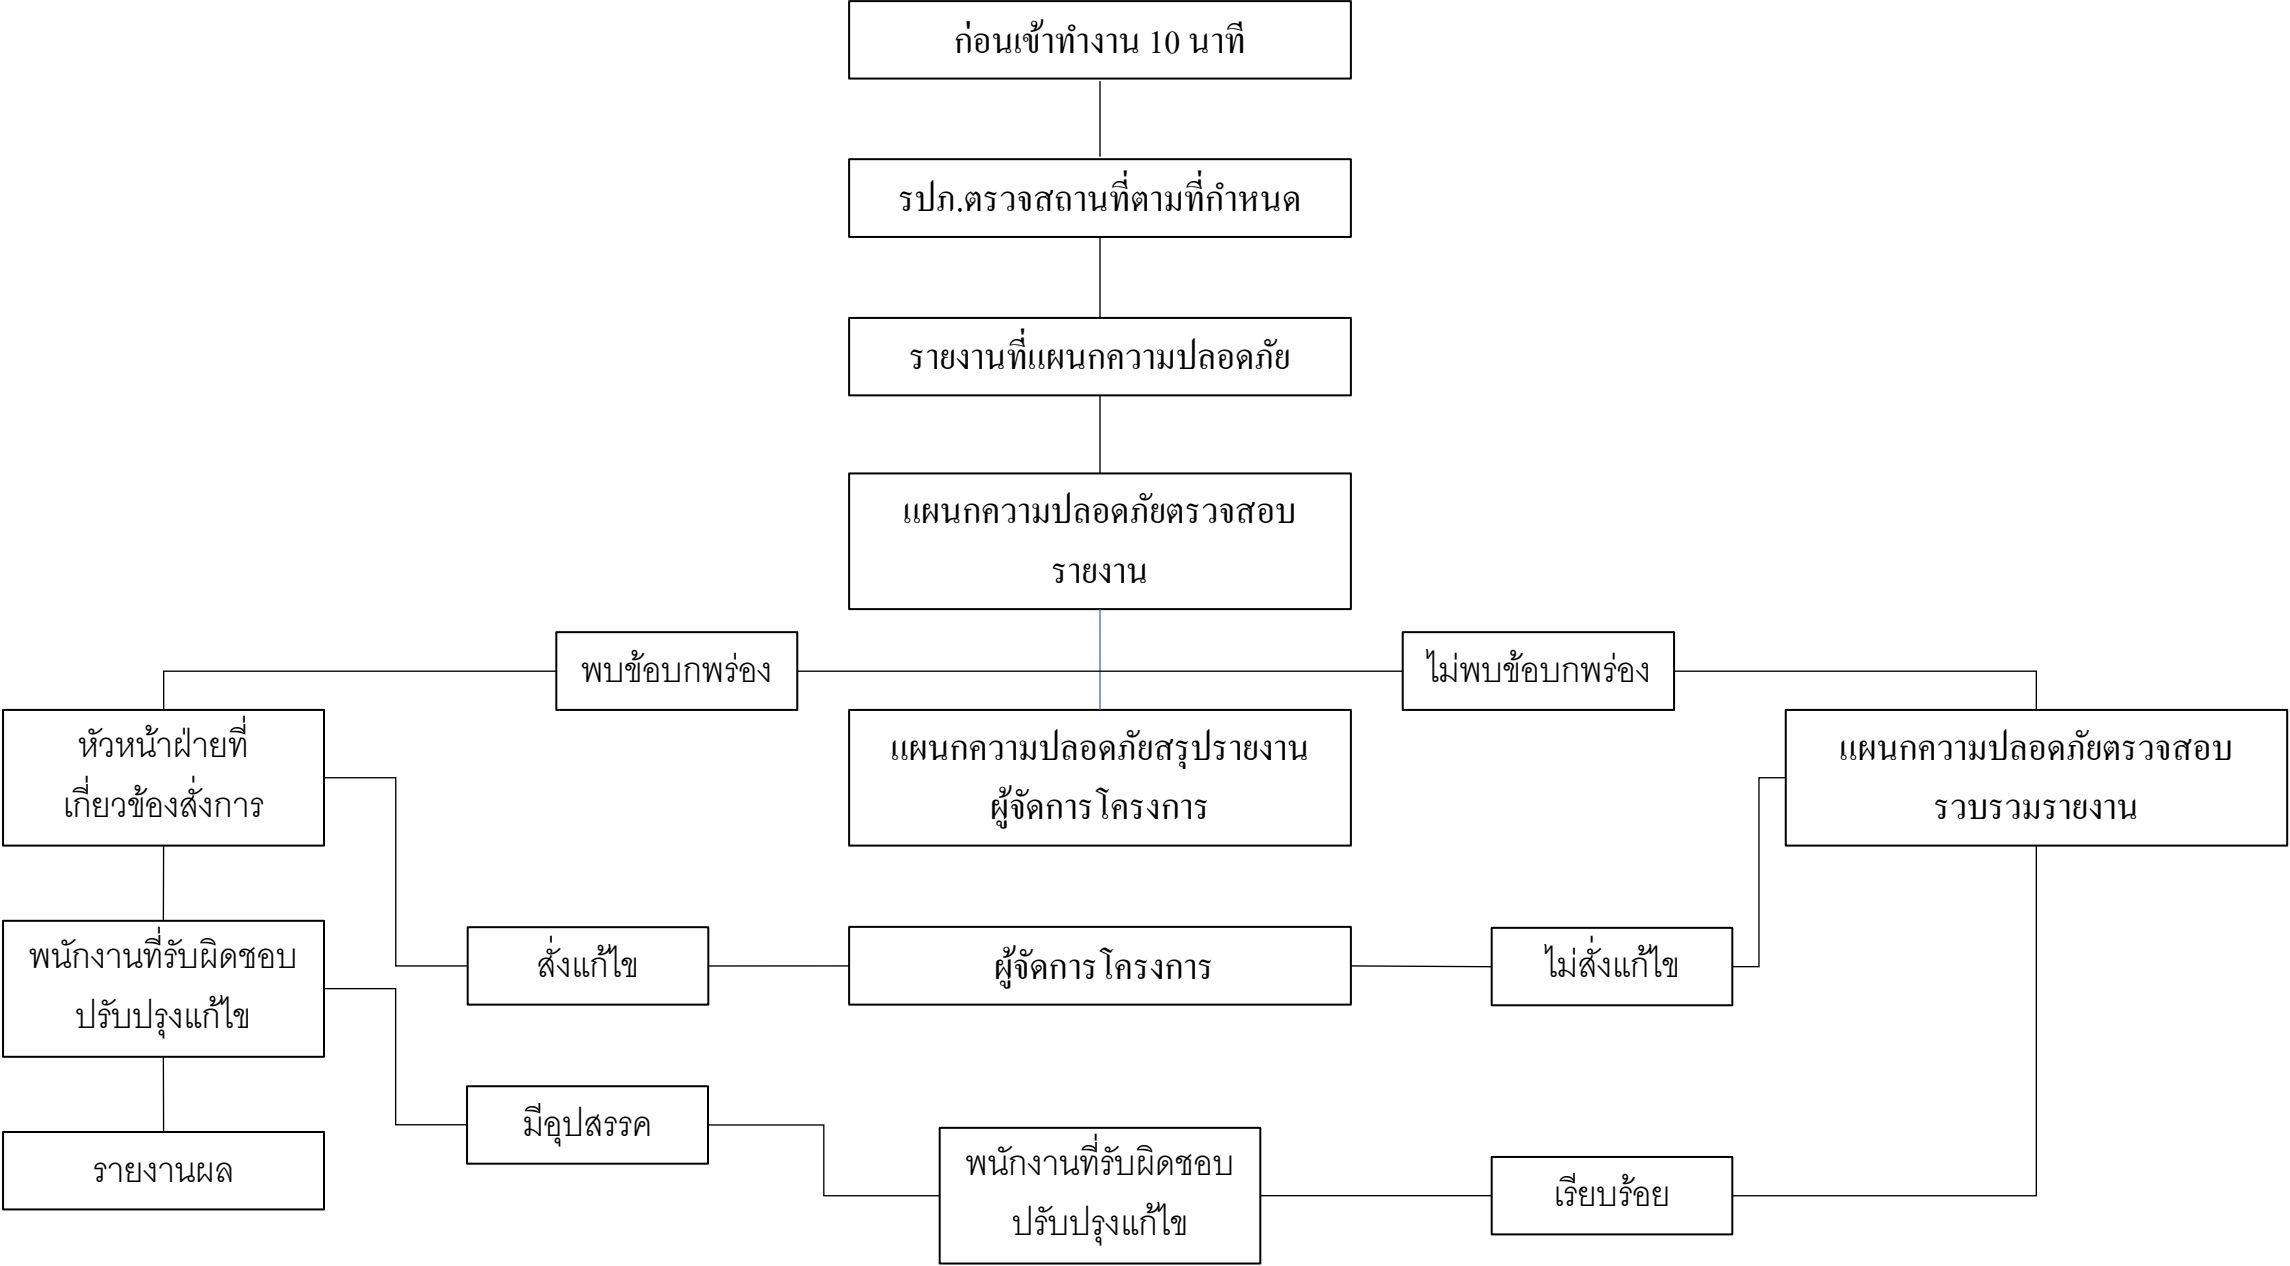 ก่อนเข้าทำงาน 10 นาที
รปภ.ตรวจสถานที่ตามที่กำหนด
รายงานที่แผนกความปลอดภัย
แผนกความปลอดภัยตรวจสอบ
รายงาน
พบข้อบกพร่อง
ไม่พบข้อบกพร่อง
หัวหน้าฝ่ายที่
เกี่ยวข้องสั่งการ
แผนกความปลอดภัยสรุปรายงาน
ผู้จัดการโครงการ
แผนกความปลอดภัยตรวจสอบ
รวบรวมรายงาน
พนักงานที่รับผิดชอบ
ปรับปรุงแก้ไข
สั่งแก้ไข
ผู้จัดการโครงการ
ไม่สั่งแก้ไข
มีอุปสรรค
รายงานผล
พนักงานที่รับผิดชอบ
ปรับปรุงแก้ไข
เรียบร้อย